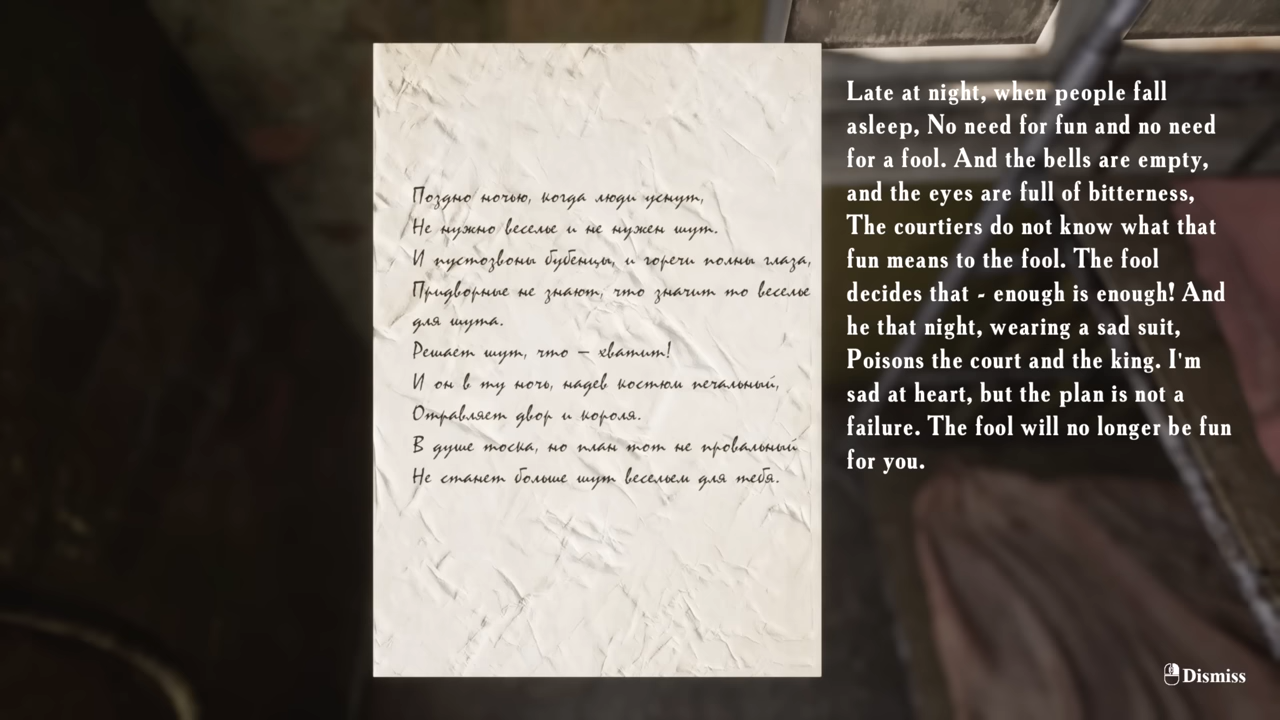 Поздно ночью, когда люди уснут,
Не нужно веселье и не нужен шут.
И пустозвоны бубенцы, и горечи полны глаза,
Придворные не знают, что значит то веселье
для шута.
Решает шут, что – хватит!
И он в ту ночь, надев костюм печальный,
Отравляет двор и короля.
В душе тоска, но план тот не провальный
Не станет больше шут весельем для тебя.
Late at night, when people fall
asleep, No need for fun and no need
for a fool. And the bells are empty,
and the eyes are full of bitterness,
The courtiers do not know what that
fun means to the fool. The fool
decides that - enough is enough! And
he that night, wearing a sad suit,
Poisons the court and the king. I'm
sad at heart, but the plan is not a
failure. The fool will no longer be fun
for you.
Dismiss